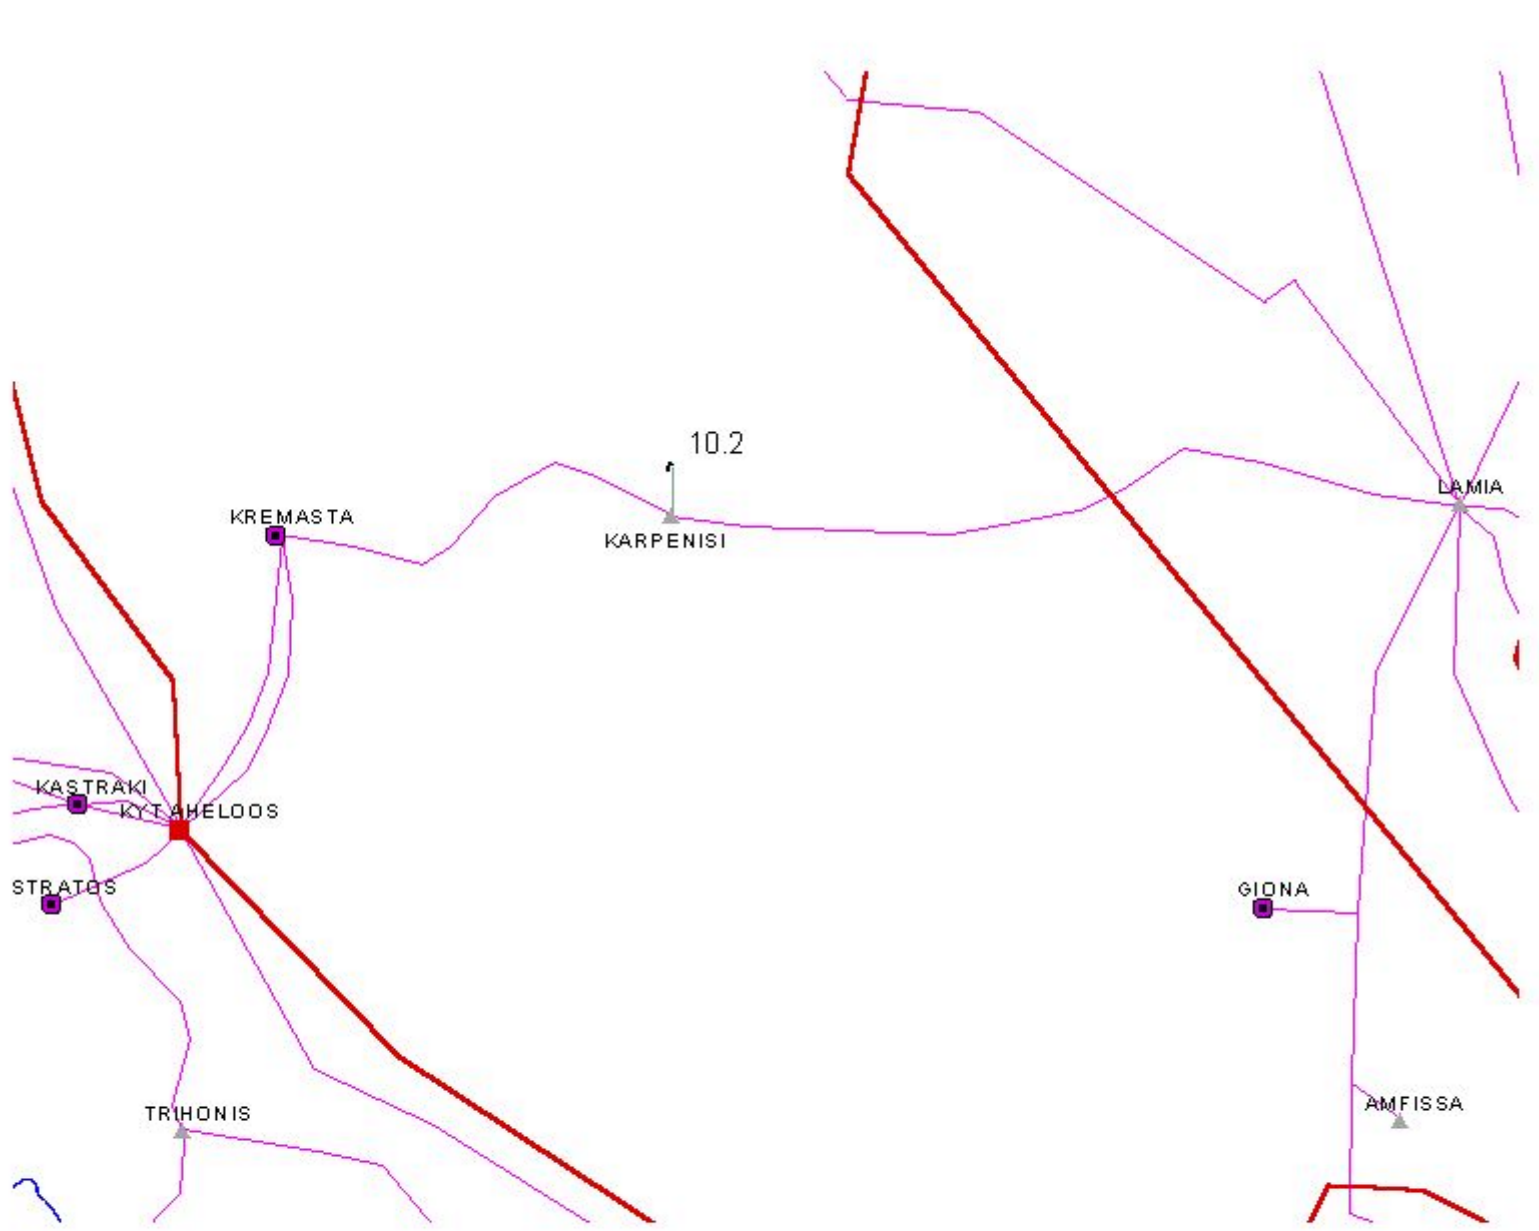 10.2
LAMIA
KREMASTA
KARPENISI
KASTRAKI
KYT AHELOOS
STRATOS
GIONA
AMFISSA
TRIHONIS